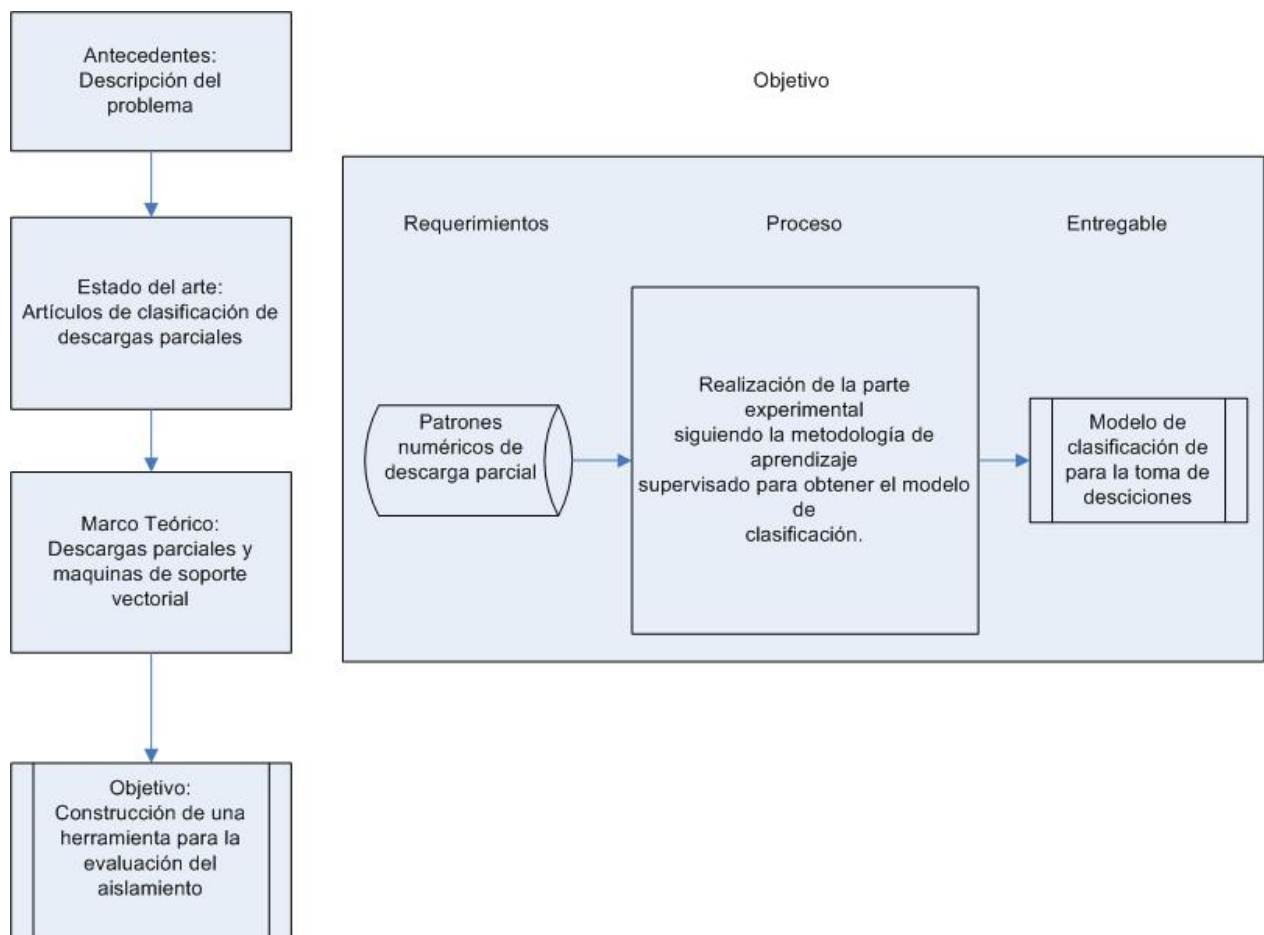 Antecedentes:
Descripción del
problema
Estado del arte:
Artículos de clasificación de
descargas parciales
Marco Teórico:
Descargas parciales y
maquinas de soporte
vectorial
Objetivo:
Construcción de una
herramienta para la
evaluación del
aislamiento
Objetivo
Requerimientos
Proceso
Entregable
Patrones
numéricos de
descarga parcial
Realización de la parte
experimental
siguiendo la metodología de
aprendizaje
supervisado para obtener el modelo
de
clasificación.
Modelo de
clasificación de
para la toma de
desciciones